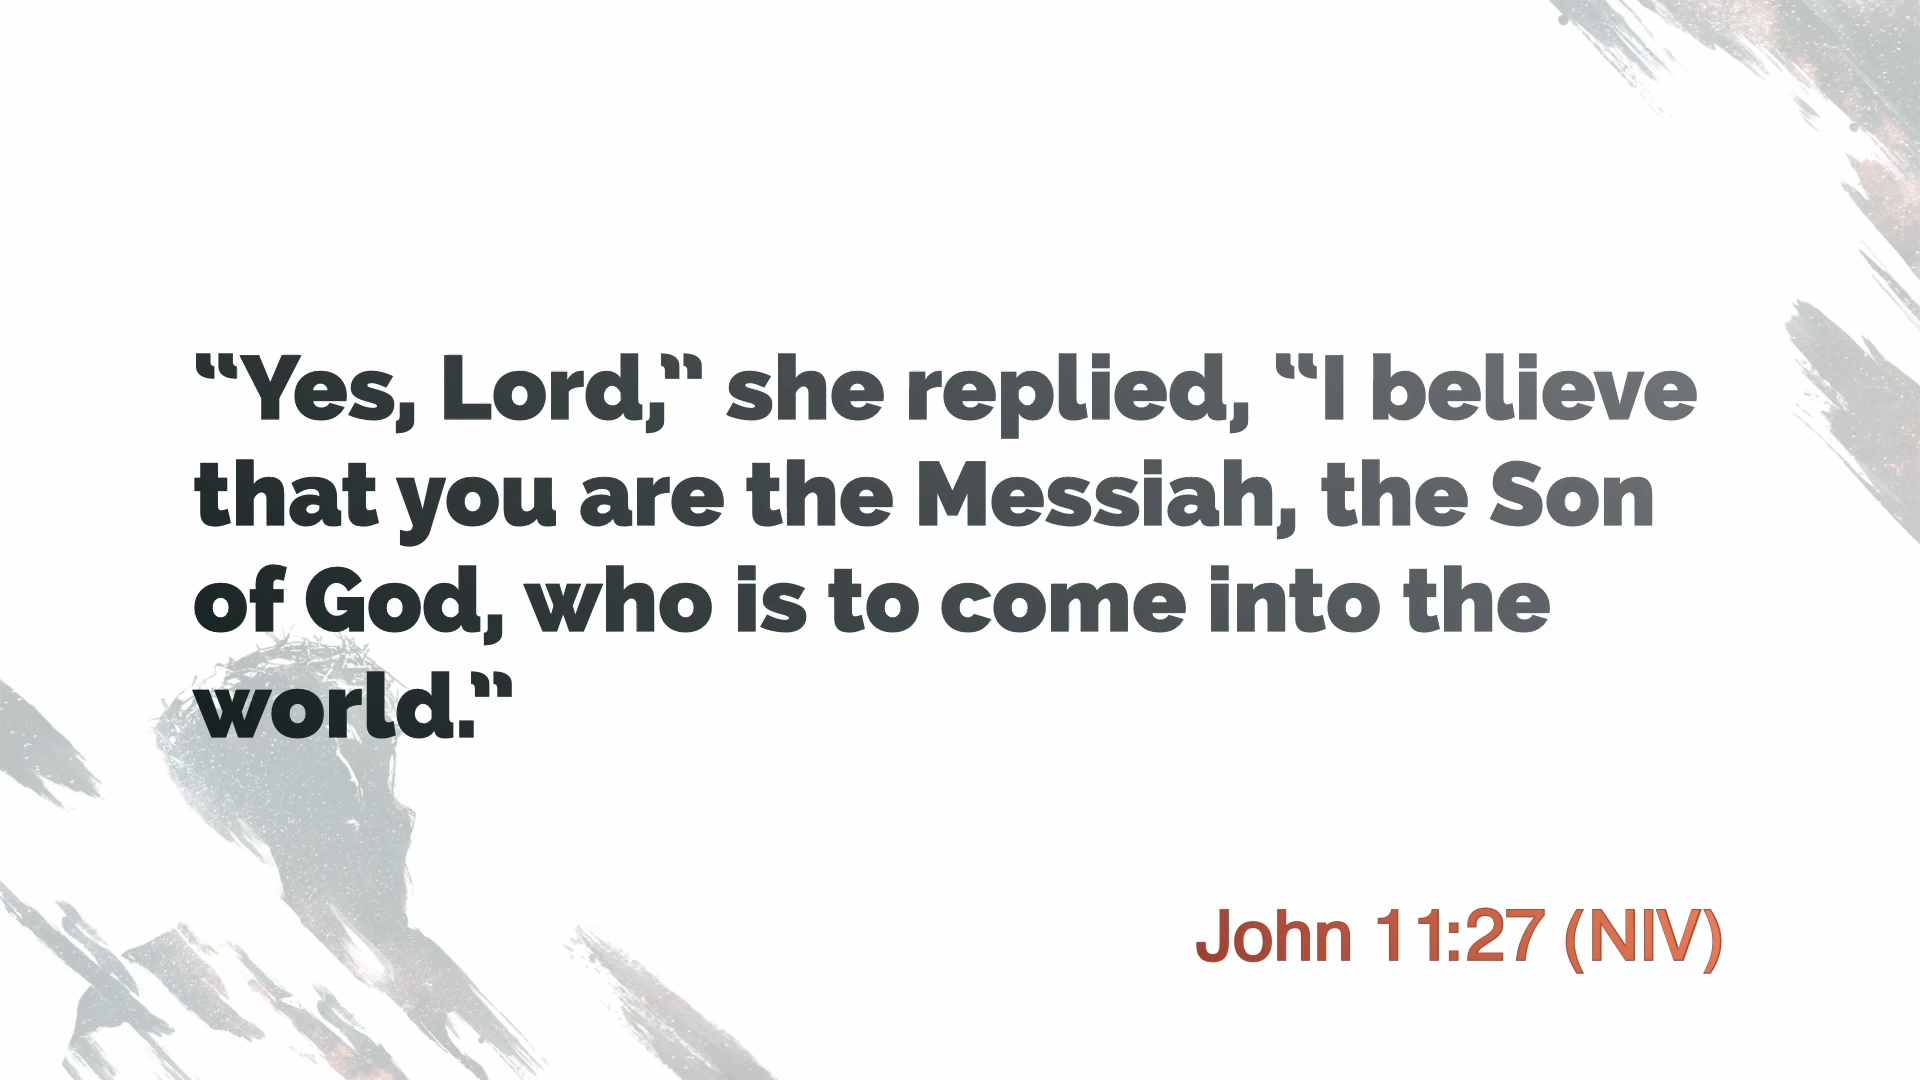 “Yes, Lord,” she replied, “I believe
that you are the Messiah, the Son
of God, who is to come into the
world.”
John 11:27 (NIV)